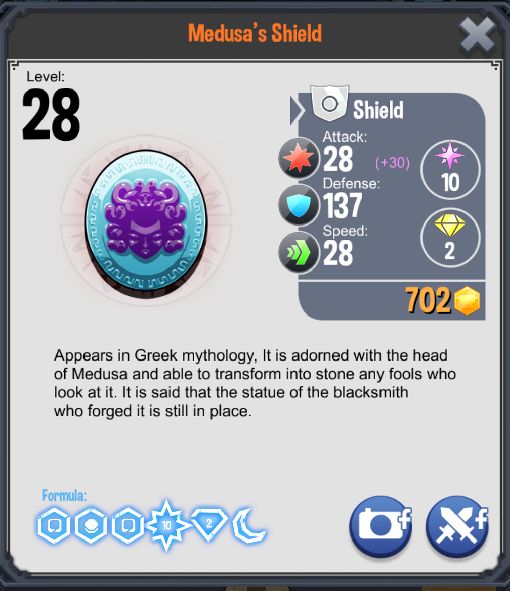 Medusa's Shield
Level:
28
Shield
Attack:
28 (+30)
10
Defense:
137
2
Speed:
28
702
Appears in Greek mythology, It is adorned with the head
of Medusa and able to transform into stone any fools who
look at it. It is said that the statue of the blacksmith
who forged it is still in place.
Formula:
10
2
f
f